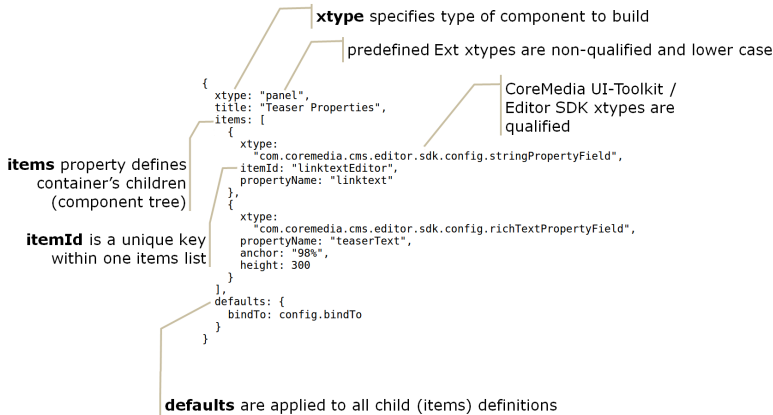 xtype specifies type of component to build
predefined Ext xtypes are non-qualified and lower case
CoreMedia UI-Toolkit /
Editor SDK xtypes are
qualified
{
xtype: "panel",
title: "Teaser Properties",
items: [
{
xtype:
"com.coremedia.cms.editor.sdk.config.stringPropertyField",
itemId: "linktextEditor",
propertyName: "linktext"
},
{
xtype:
"com.coremedia.cms.editor.sdk.config.richTextPropertyField",
propertyName: "teaserText",
anchor: "98%",
height: 300
}
],
defaults: {
bindTo: config.bindTo
}
}
items property defines
container’s children
(component tree)
itemId is a unique key
within one items list
defaults are applied to all child (items) definitions